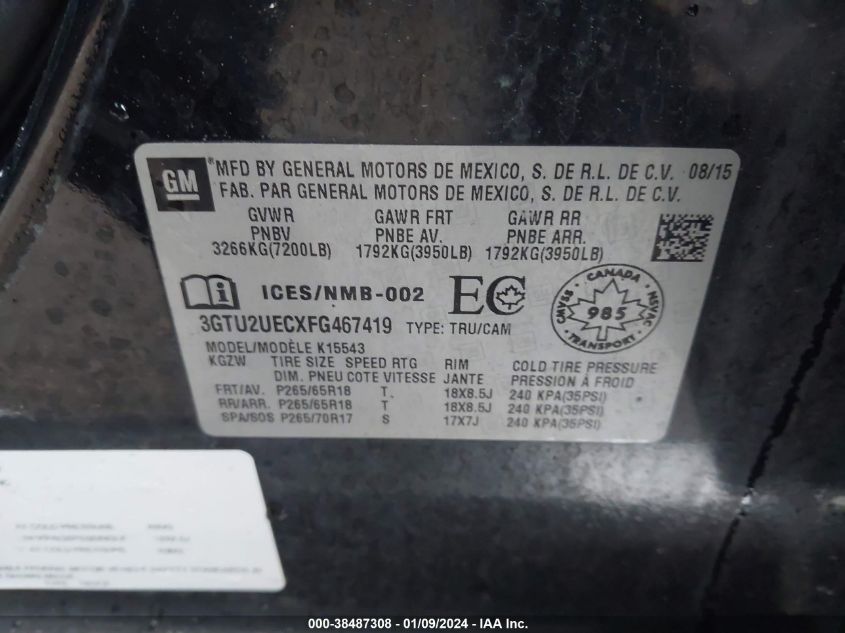 GM
® MFD BY GENERAL MOTORS DE MEXICO, S. DE R.L. DE C.V. 08/15
FAB. PAR GENERAL MOTORS DE MEXICO, S. DE R.L. DE C.V.
GVWR GAWR FRT GAWR RR
PNBV PNBE AV. PNBE ARR.
3266KG(7200LB) 1792KG(3950LB) 1792KG(3950LB)
i ICES/NMB-002 EC
CANADA
CMVSS 985 NSVAC
TRANSPORT
3GTU2UECXFG467419 TYPE: TRU/CAM
MODEL/MODÈLE K15543
KGZW TIRE SIZE SPEED RTG RIM COLD TIRE PRESSURE
DIM. PNEU COTE VITESSE JANTE PRESSION À FROID
FRT/AV. P265/65R18 T 18X8.5J 240 KPA(35PSI)
RR/ARR. P265/65R18 T 18X8.5J 240 KPA(35PSI)
SPA/SOS P265/70R17 S 17X7J 240 KPA(35PSI)
000-38487308 - 01/09/2024 - IAA Inc.